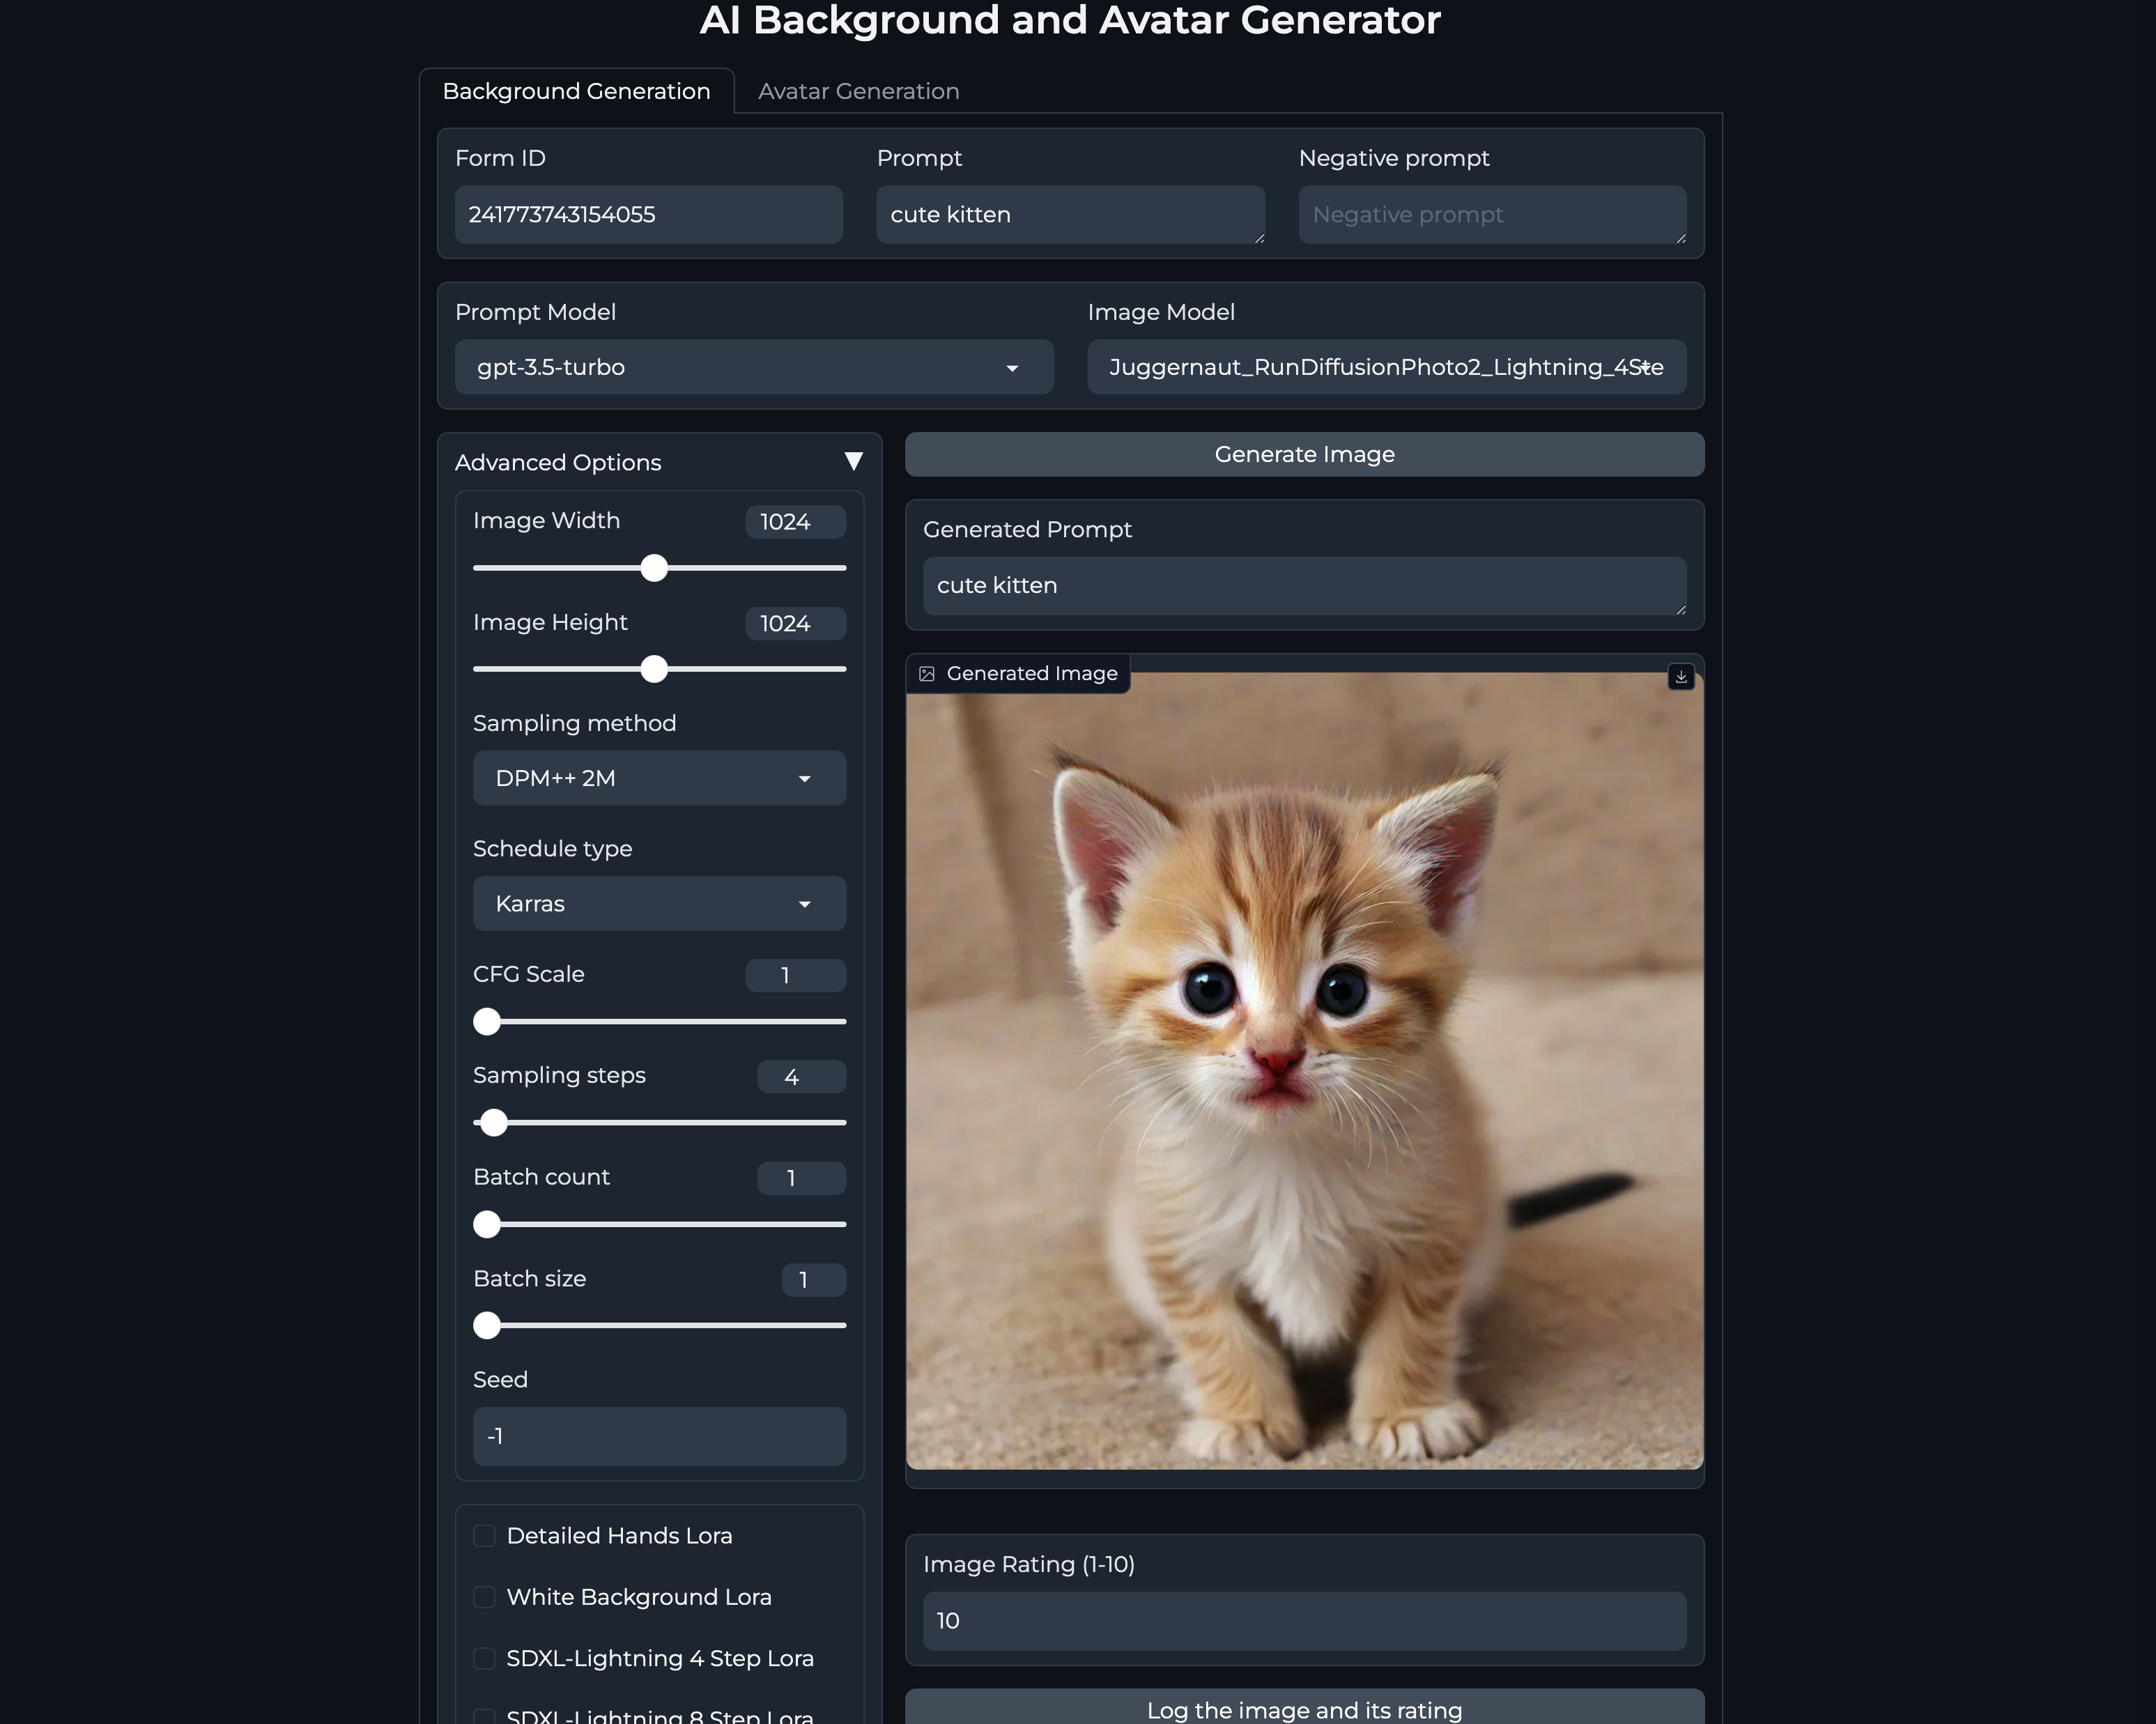 AI Background and Avatar Generator
Background Generation
Avatar Generation
Form ID
Prompt
Negative prompt
241773743154055
cute kitten
Negative prompt
Prompt Model
Image Model
gpt-3.5-turbo
Juggernaut_RunDiffusionPhoto2_Lightning_4Ste
Advanced Options
Image Width
1024
Image Height
1024
Sampling method
DPM++ 2M
Schedule type
Karras
CFG Scale
1
Sampling steps
4
Batch count
1
Batch size
1
Seed
-1
Detailed Hands Lora
White Background Lora
SDXL-Lightning 4 Step Lora
SDXL-Lightning 8 Step Lora
Generate Image
Generated Prompt
cute kitten
Generated Image
Image Rating (1-10)
10
Log the image and its rating